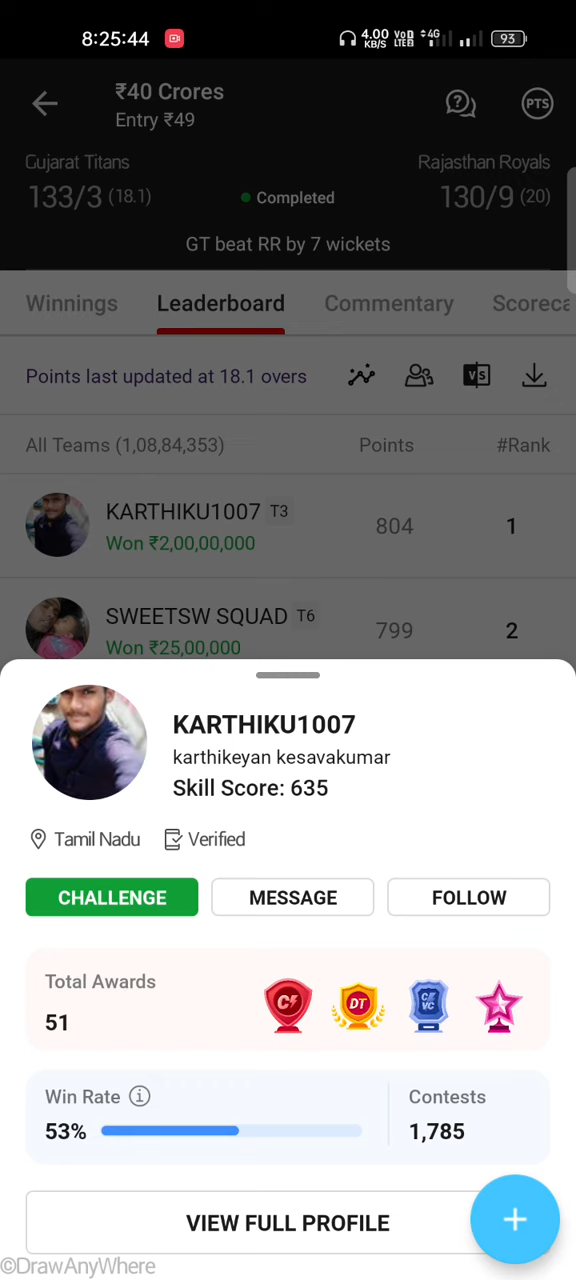 8:25:44 4.00 KB/S VoD LTE 4G 93
₹40 Crores
Entry ₹49
PTS
Gujarat Titans Rajasthan Royals
133/3 (18.1) Completed 130/9 (20)
GT beat RR by 7 wickets
Winnings Leaderboard Commentary Scoreca
Points last updated at 18.1 overs VS
All Teams (1,08,84,353) Points #Rank
KARTHIKU1007 T3 804 1
Won ₹2,00,00,000
SWEETSW SQUAD T6 799 2
Won ₹25,00,000
KARTHIKU1007
karthikeyan kesavakumar
Skill Score: 635
Tamil Nadu Verified
CHALLENGE MESSAGE FOLLOW
Total Awards
51 C DT C VC
Win Rate Contests
53% 1,785
VIEW FULL PROFILE +
©DrawAnyWhere